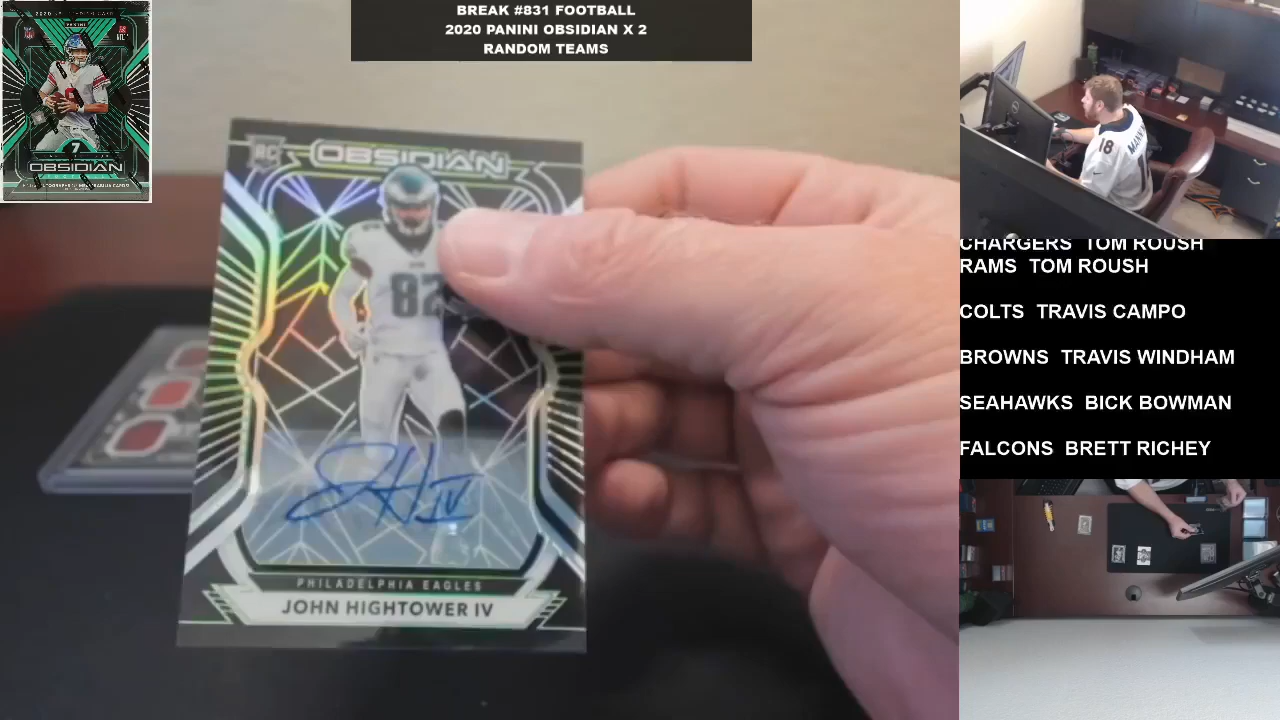 BREAK #831 FOOTBALL
2020 PANINI OBSIDIAN X 2
RANDOM TEAMS
OBSIDIAN
RC
OBSIDIAN
82
PHILADELPHIA EAGLES
JOHN HIGHTOWER IV
18
CHARGERS TOM ROUSH
RAMS TOM ROUSH
COLTS TRAVIS CAMPO
BROWNS TRAVIS WINDHAM
SEAHAWKS BICK BOWMAN
FALCONS BRETT RICHEY